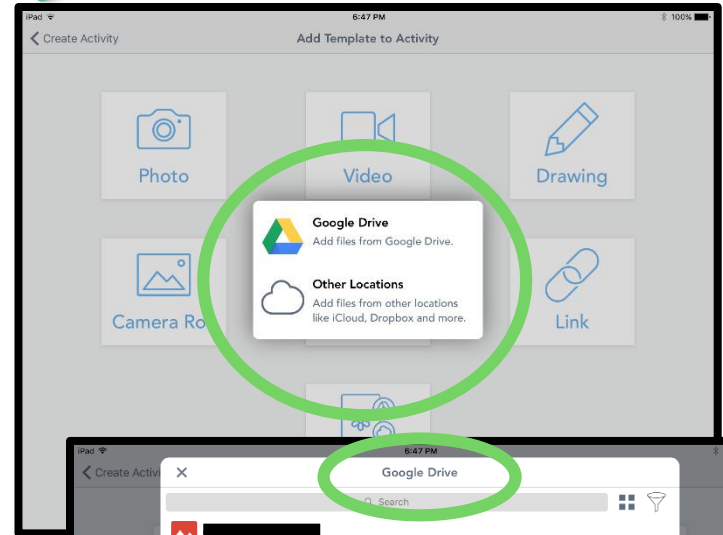 iPad 6:47 PM 100%
Create Activity Add Template to Activity
Photo Video Drawing
Google Drive
Add files from Google Drive.
Other Locations
Add files from other locations
like iCloud, Dropbox and more.
Camera Ro Link
iPad 6:47 PM
Create Activi Google Drive
Search